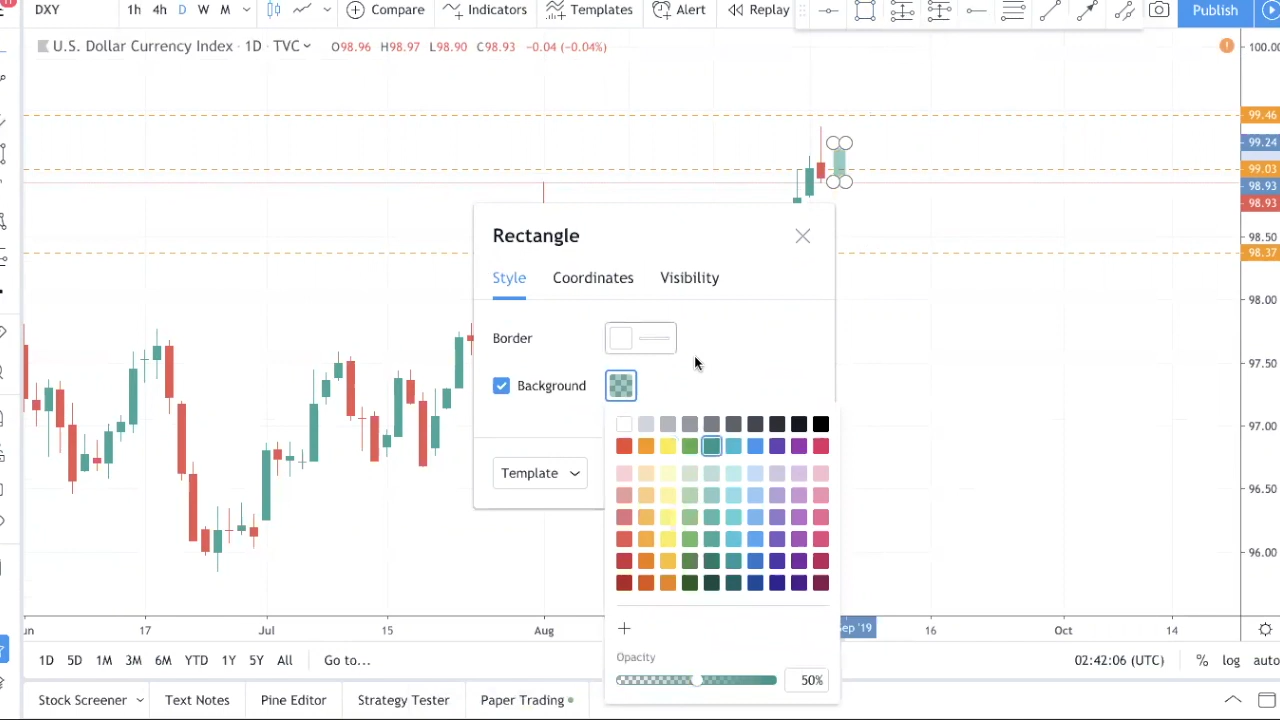 DXY 1h 4h D W M Compare Indicators Templates Alert Replay Publish
U.S. Dollar Currency Index · 1D · TVC O98.96 H98.97 L98.90 C98.93 −0.04 (−0.04%)
100.00
99.46
99.24
99.03
98.93
98.93
98.50
98.37
98.00
97.50
97.00
96.50
96.00
Rectangle
Style Coordinates Visibility
Border
Background
Template
Opacity
50%
un 17 Jul 15 Aug Sep '19 16 Oct 14
1D 5D 1M 3M 6M YTD 1Y 5Y All Go to... 02:42:06 (UTC) % log auto
Stock Screener Text Notes Pine Editor Strategy Tester Paper Trading